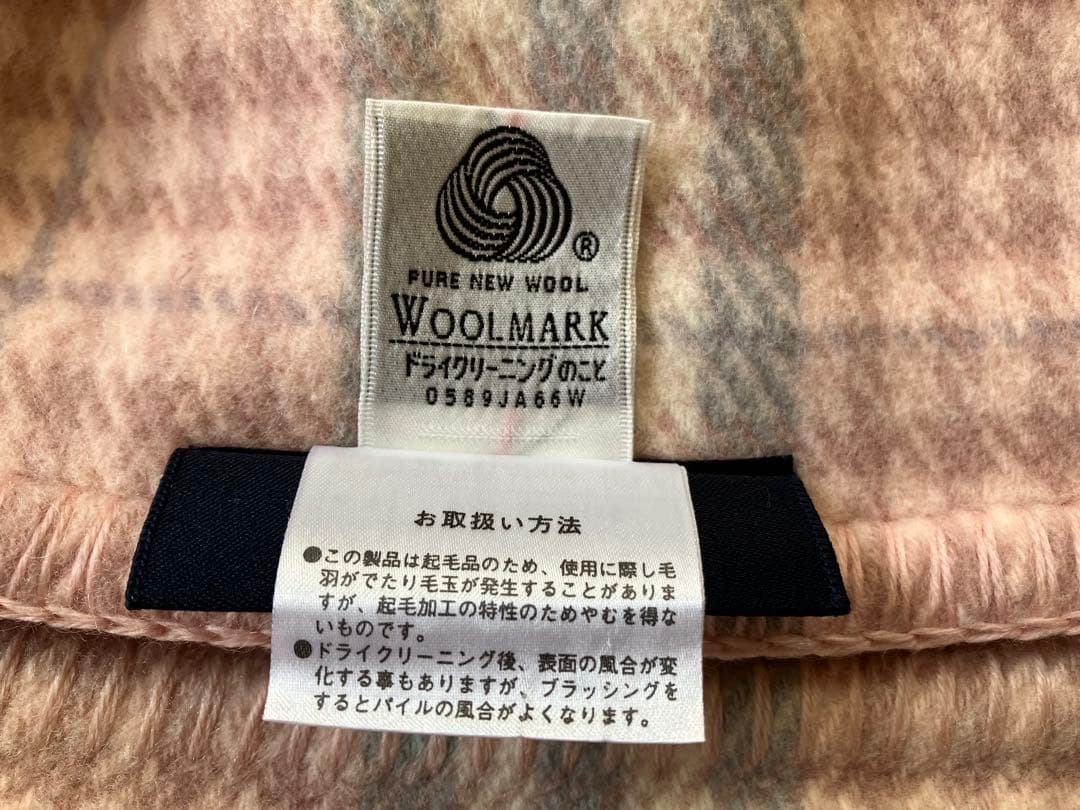 ®
PURE NEW WOOL
WOOLMARK
ドライクリーニングのこと
0589JA66W
お取扱い方法
●この製品は起毛品のため、使用に際し毛
羽がでたり毛玉が発生することがありま
すが、起毛加工の特性のためやむを得な
いものです。
●ドライクリーニング後、表面の風合が変
化する事もありますが、ブラッシングを
するとパイルの風合がよくなります。